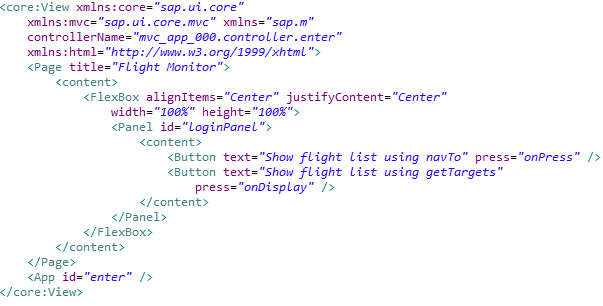 <core:View xmlns:core="sap.ui.core"
xmlns:mvc="sap.ui.core.mvc" xmlns="sap.m"
controllerName="mvc_app_000.controller.enter"
xmlns:html="http://www.w3.org/1999/xhtml">
<Page title="Flight Monitor">
<content>
<FlexBox alignItems="Center" justifyContent="Center"
width="100%" height="100%">
<Panel id="loginPanel">
<content>
<Button text="Show flight list using navTo" press="onPress" />
<Button text="Show flight list using getTargets"
press="onDisplay" />
</content>
</Panel>
</FlexBox>
</content>
</Page>
<App id="enter" />
</core:View>